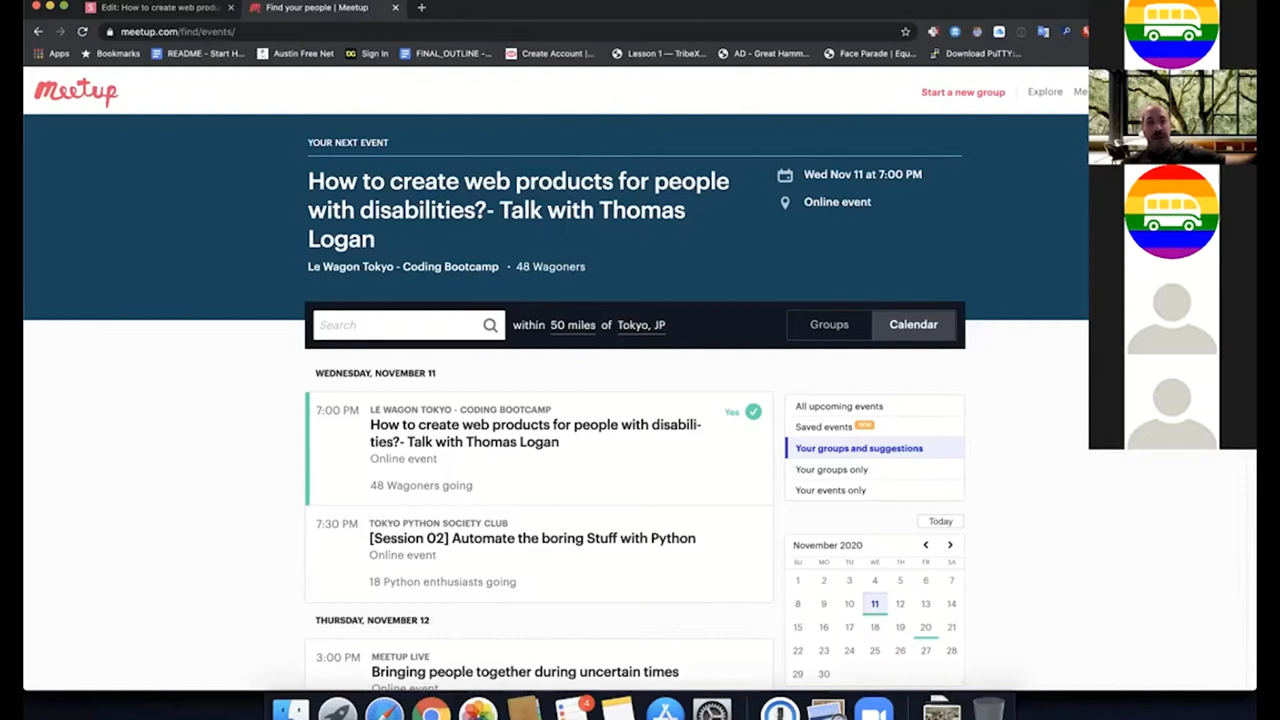 Edit: How to create web produ
Find your people | Meetup
meetup.com/find/events/
Apps
Bookmarks
README - Start H...
Austin Free Net
Sign In
FINAL_OUTLINE -...
Create Account |...
Lesson 1 — TribeX...
AD - Great Hamm...
Face Parade | Equ...
Download PuTTY:...
Meetup
Start a new group
Explore
Me
YOUR NEXT EVENT
How to create web products for people
with disabilities?- Talk with Thomas
Logan
Le Wagon Tokyo - Coding Bootcamp · 48 Wagoners
Wed Nov 11 at 7:00 PM
Online event
Search
within 50 miles of Tokyo, JP
Groups
Calendar
WEDNESDAY, NOVEMBER 11
7:00 PM
LE WAGON TOKYO - CODING BOOTCAMP
Yes
How to create web products for people with disabili-
ties?- Talk with Thomas Logan
Online event
48 Wagoners going
7:30 PM
TOKYO PYTHON SOCIETY CLUB
[Session 02] Automate the boring Stuff with Python
Online event
18 Python enthusiasts going
THURSDAY, NOVEMBER 12
3:00 PM
MEETUP LIVE
Bringing people together during uncertain times
Online event
All upcoming events
Saved events NEW
Your groups and suggestions
Your groups only
Your events only
Today
November 2020
SU MO TU WE TH FR SA
1 2 3 4 5 6 7
8 9 10 11 12 13 14
15 16 17 18 19 20 21
22 23 24 25 26 27 28
29 30
4